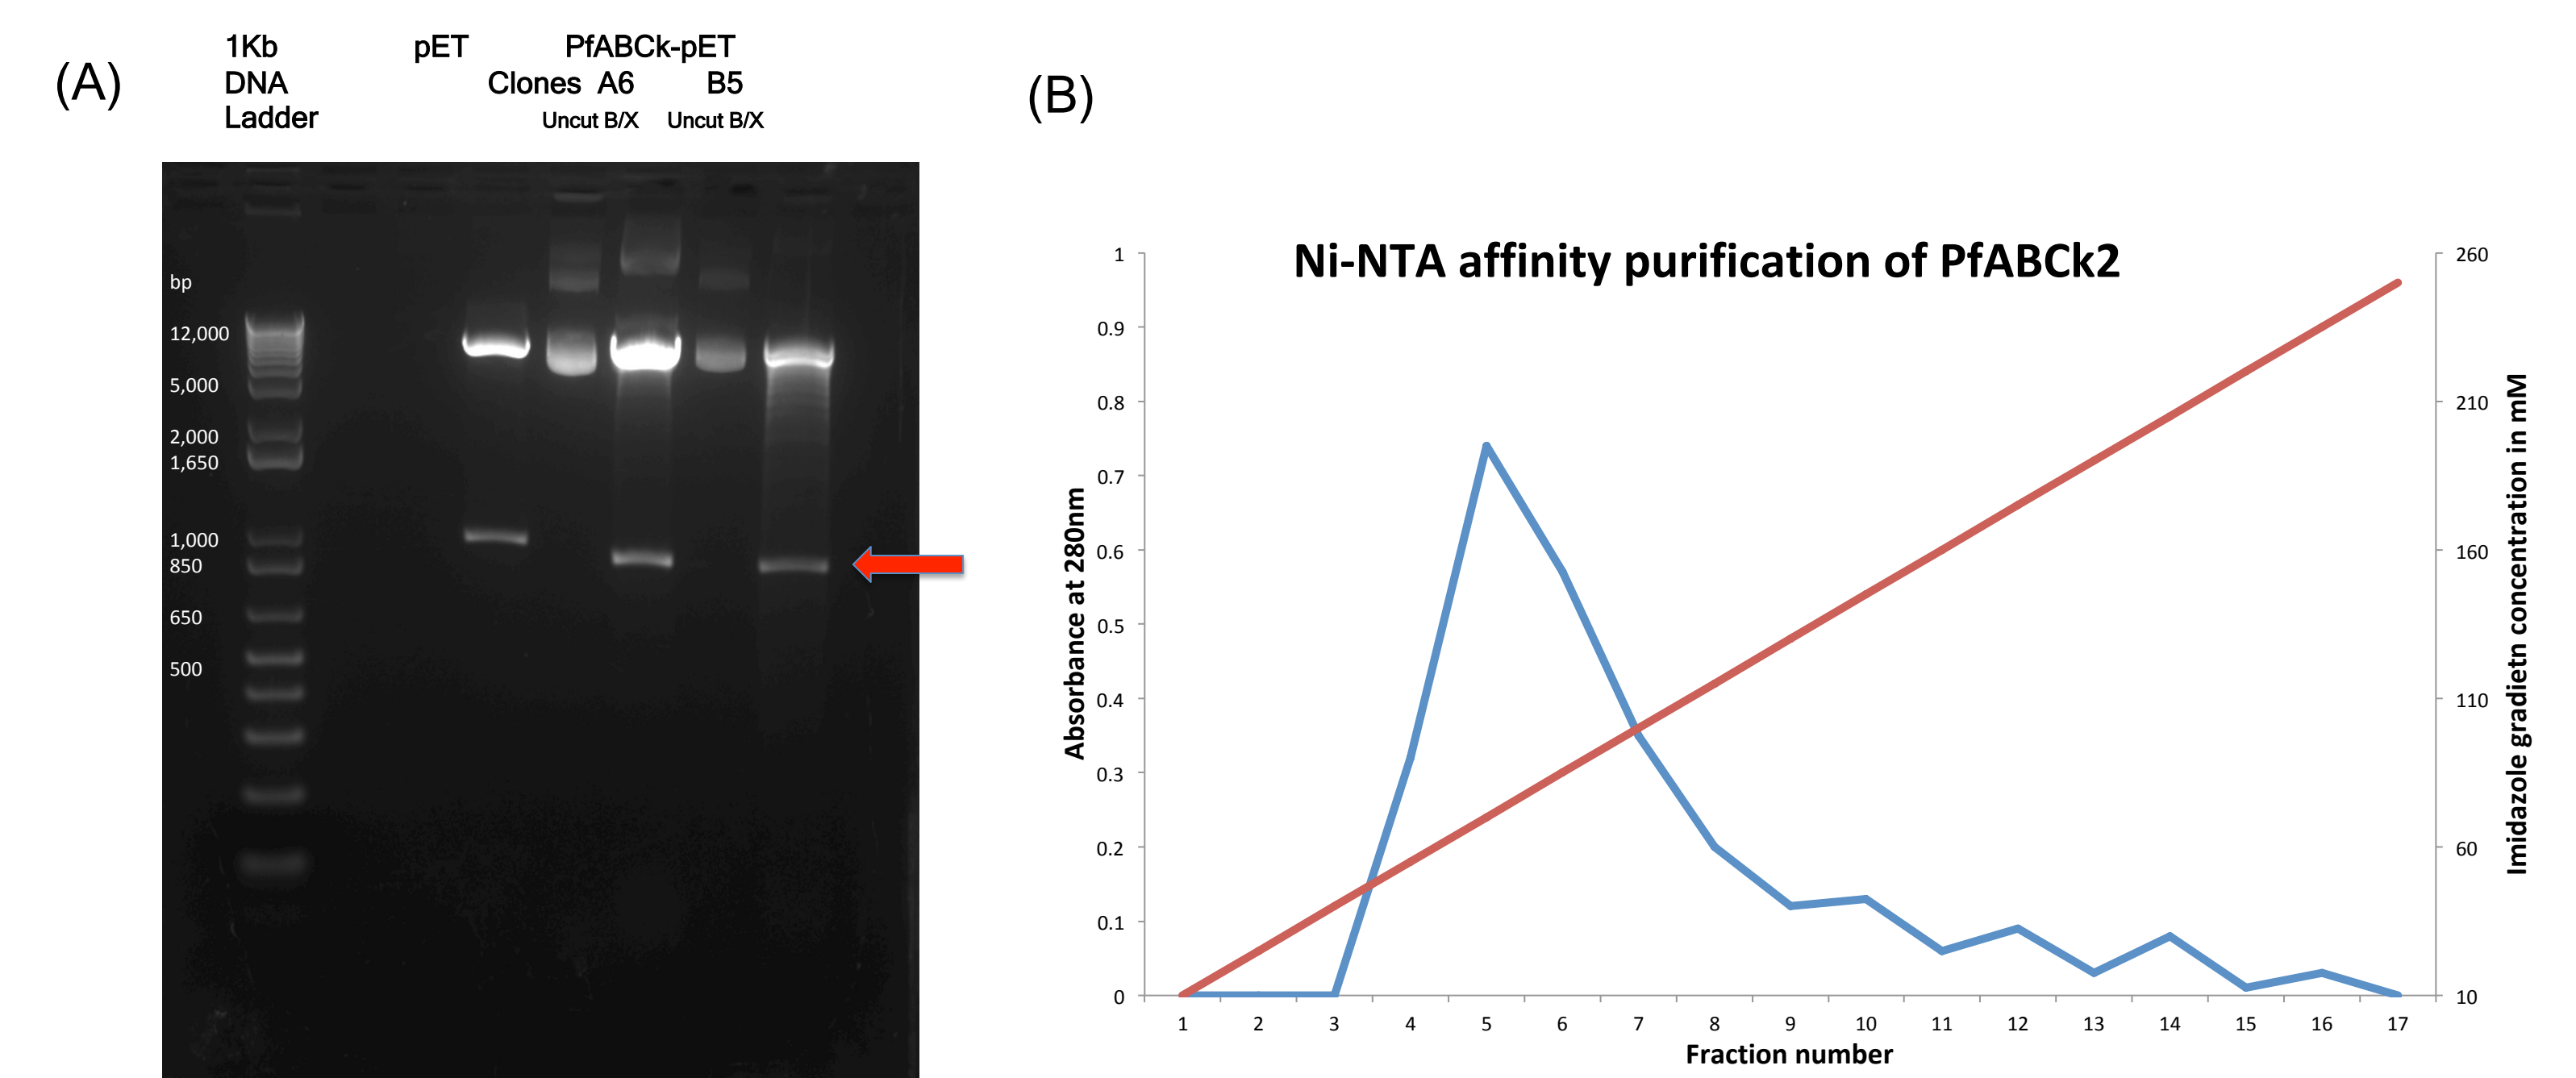 (A)
1Kb
DNA
Ladder
pET
PfABCk-pET
Clones A6 B5
Uncut B/X Uncut B/X
bp
12,000
5,000
2,000
1,650
1,000
850
650
500
(B)
Ni-NTA affinity purification of PfABCk2
Absorbance at 280nm
1
0.9
0.8
0.7
0.6
0.5
0.4
0.3
0.2
0.1
0
260
210
160
110
60
10
Imidazole gradietn concentration in mM
1 2 3 4 5 6 7 8 9 10 11 12 13 14 15 16 17
Fraction number